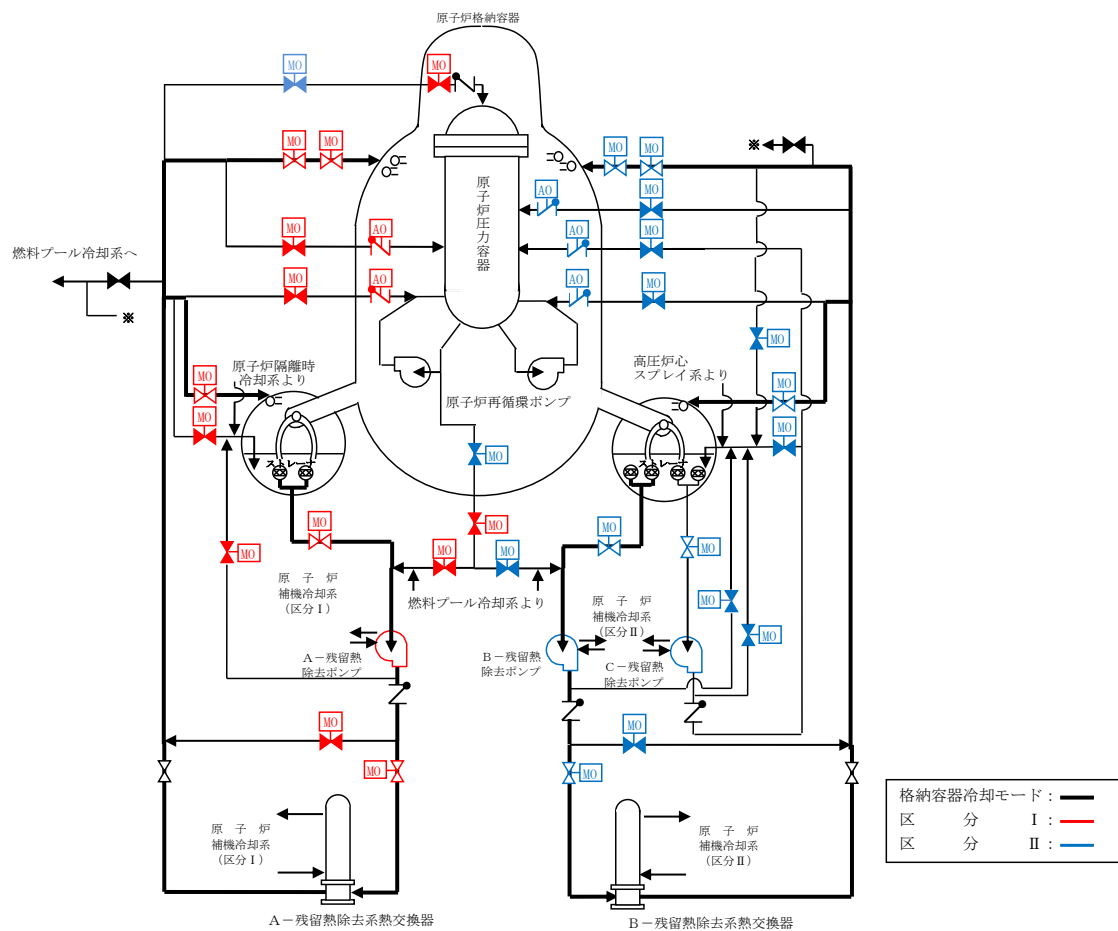 原子炉格納容器
MO
MO
MO
MO
※
MO
MO
原子炉圧力容器
AO
MO
MO
AO
AO
MO
燃料プール冷却系へ
MO
AO
AO
MO
※
MO
原子炉隔離時
冷却系より
高圧炉心
スプレイ系より
MO
MO
原子炉再循環ポンプ
MO
MO
MO
ストレーナ
ストレーナ
MO
MO
MO
MO
MO
MO
MO
MO
原子炉
補機冷却系
(区分Ⅰ)
燃料プール冷却系より
原子炉
補機冷却系
(区分Ⅱ)
MO
MO
A-残留熱
除去ポンプ
B-残留熱
除去ポンプ
C-残留熱
除去ポンプ
MO
MO
MO
MO
原子炉
補機冷却系
(区分Ⅰ)
原子炉
補機冷却系
(区分Ⅱ)
A-残留熱除去系熱交換器
B-残留熱除去系熱交換器
格納容器冷却モード:
区分Ⅰ:
区分Ⅱ: